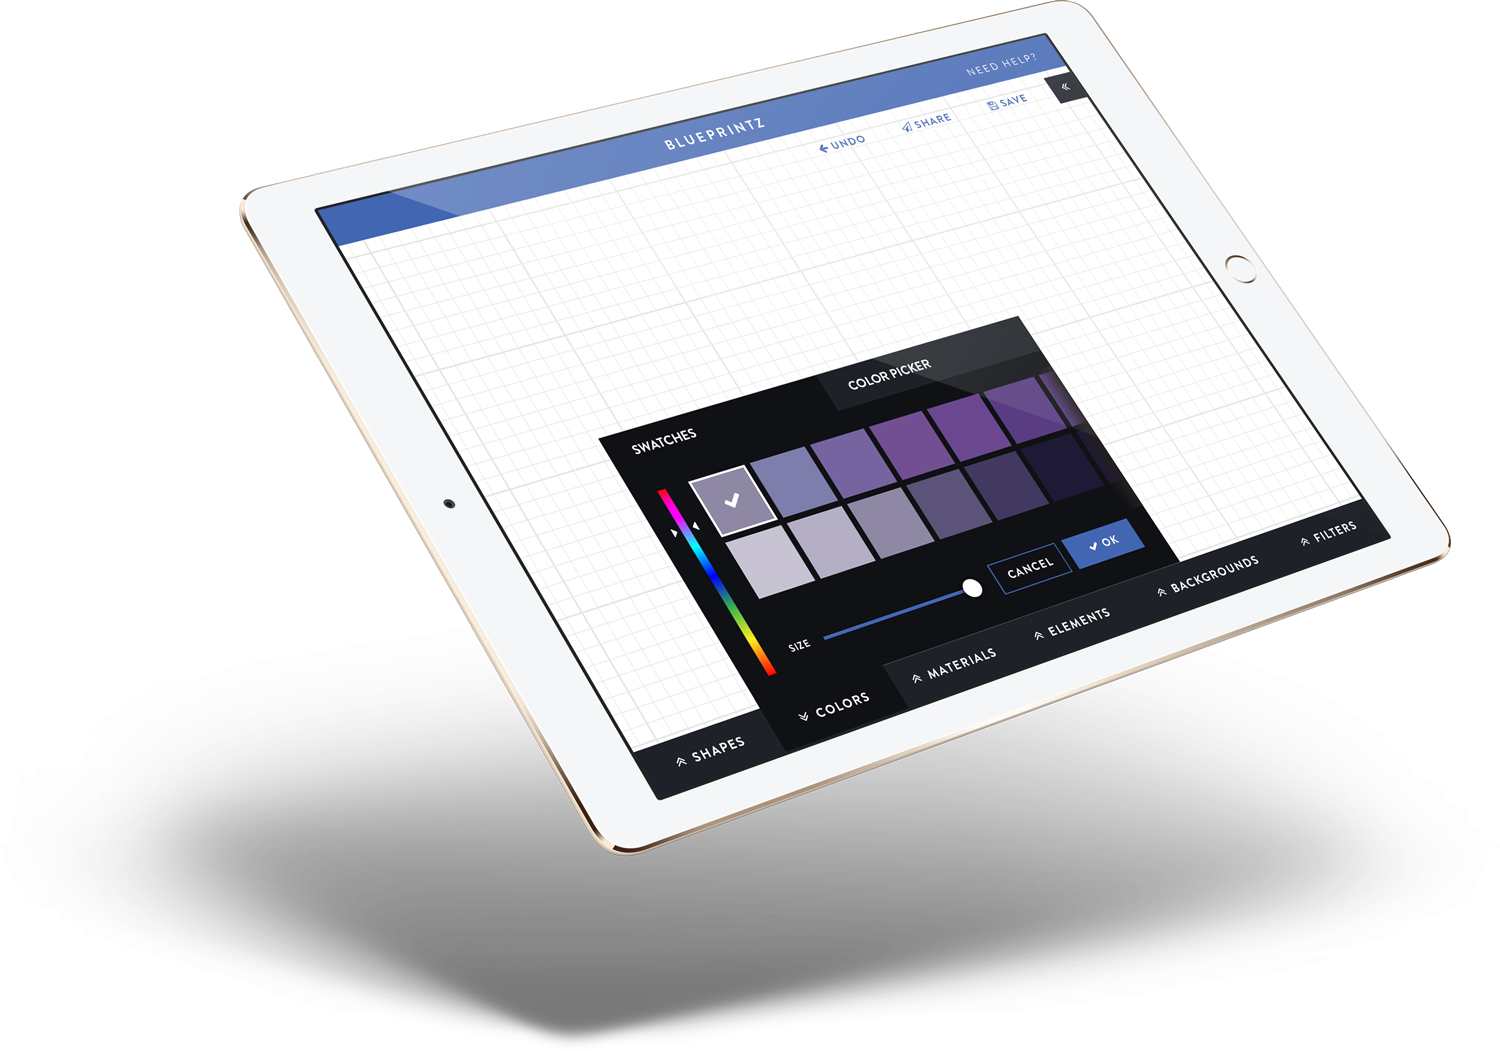 NEED HELP?
BLUEPRINTZ
UNDO
SHARE
SAVE
SWATCHES
COLOR PICKER
SIZE
CANCEL
OK
SHAPES
COLORS
MATERIALS
ELEMENTS
BACKGROUNDS
FILTERS